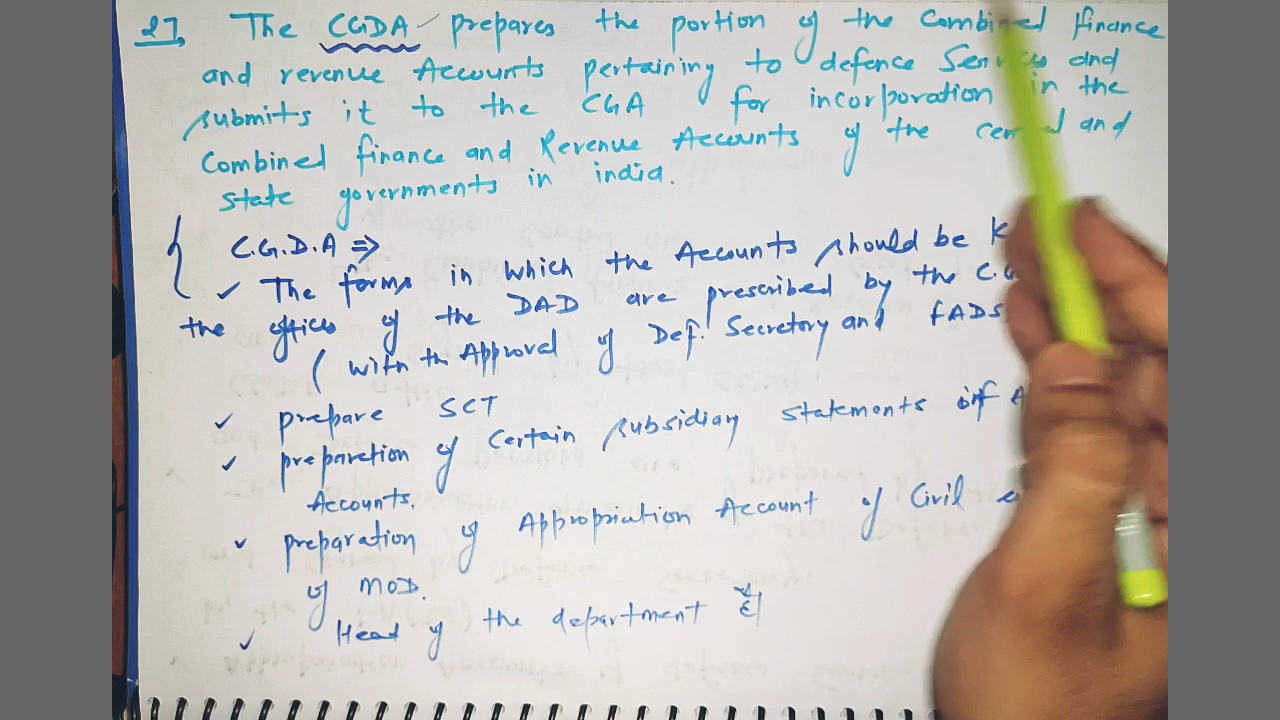 27. The CGDA prepares the portion of the Combined finance
and revenue Accounts pertaining to defence Services and
submits it to the CGA for incorporation in the
Combined finance and Revenue Accounts of the central and
state governments in india.
C.G.D.A ⇒
✓ The forms in which the Accounts should be
the offices of the DAD are prescribed by the
( with the Approval of Def. Secretory and fADS
✓ prepare SCT
✓ preparetion of Certain subsidiary statements of
Accounts.
✓ preparation of Appropriation Account of Civil
of MOD.
✓ Head of the department है